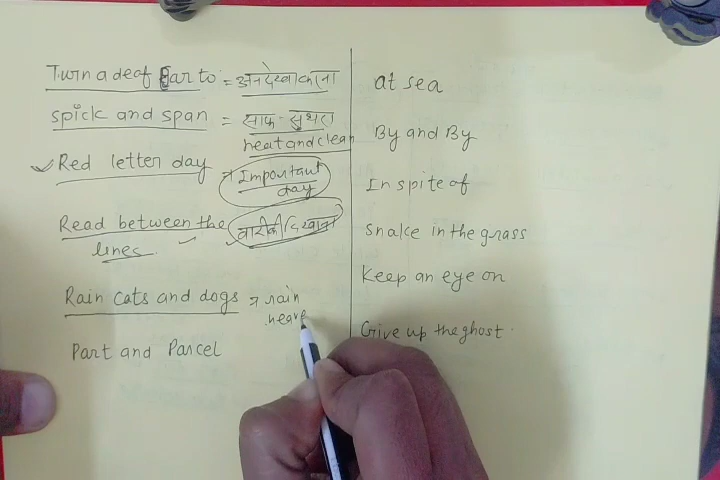 Turn a deaf Ear to = अनदेखा करना
spick and span = साफ-सुथरा
neat and clean
Red letter day = Important
day
Read between the
lines
Rain cats and dogs → rain
heave
Part and Parcel
at sea
By and By
In spite of
Snake in the grass
Keep an eye on
Give up the ghost.